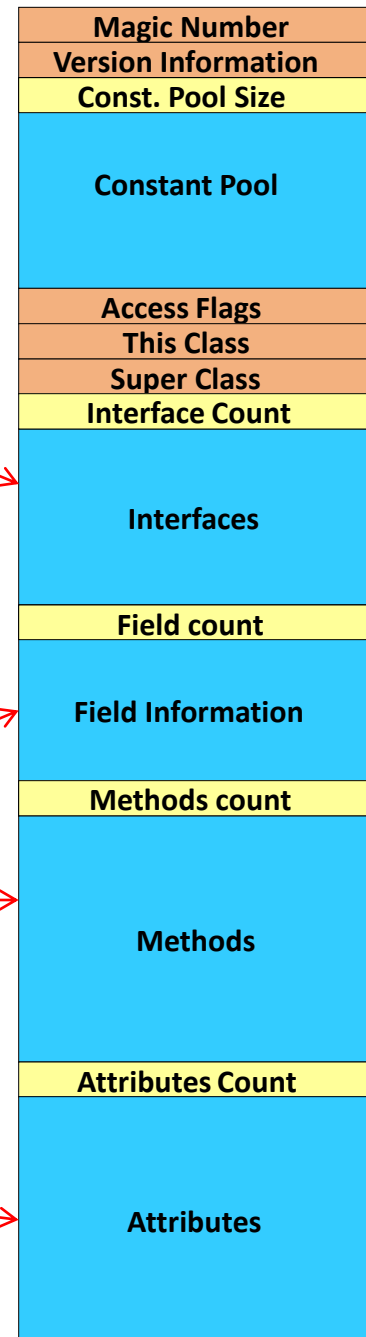 Magic Number
Version Information
Const. Pool Size
Constant Pool
Access Flags
This Class
Super Class
Interface Count
Interfaces
Field count
Field Information
Methods count
Methods
Attributes Count
Attributes